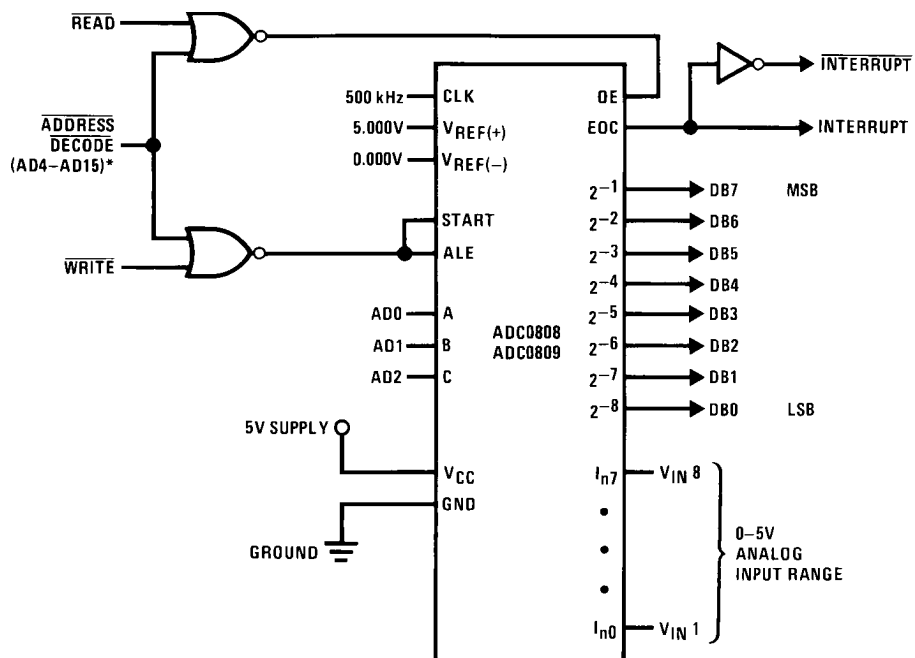 READ
INTERRUPT
500 kHz
CLK
OE
ADDRESS
DECODE
(AD4–AD15)*
5.000V
VREF(+)
EOC
INTERRUPT
0.000V
VREF(−)
2−1
DB7
MSB
START
2−2
DB6
WRITE
ALE
2−3
DB5
2−4
DB4
AD0
A
ADC0808
ADC0809
2−5
DB3
AD1
B
2−6
DB2
AD2
C
2−7
DB1
2−8
DB0
LSB
5V SUPPLY
VCC
In7
VIN 8
GND
GROUND
0–5V
ANALOG
INPUT RANGE
In0
VIN 1